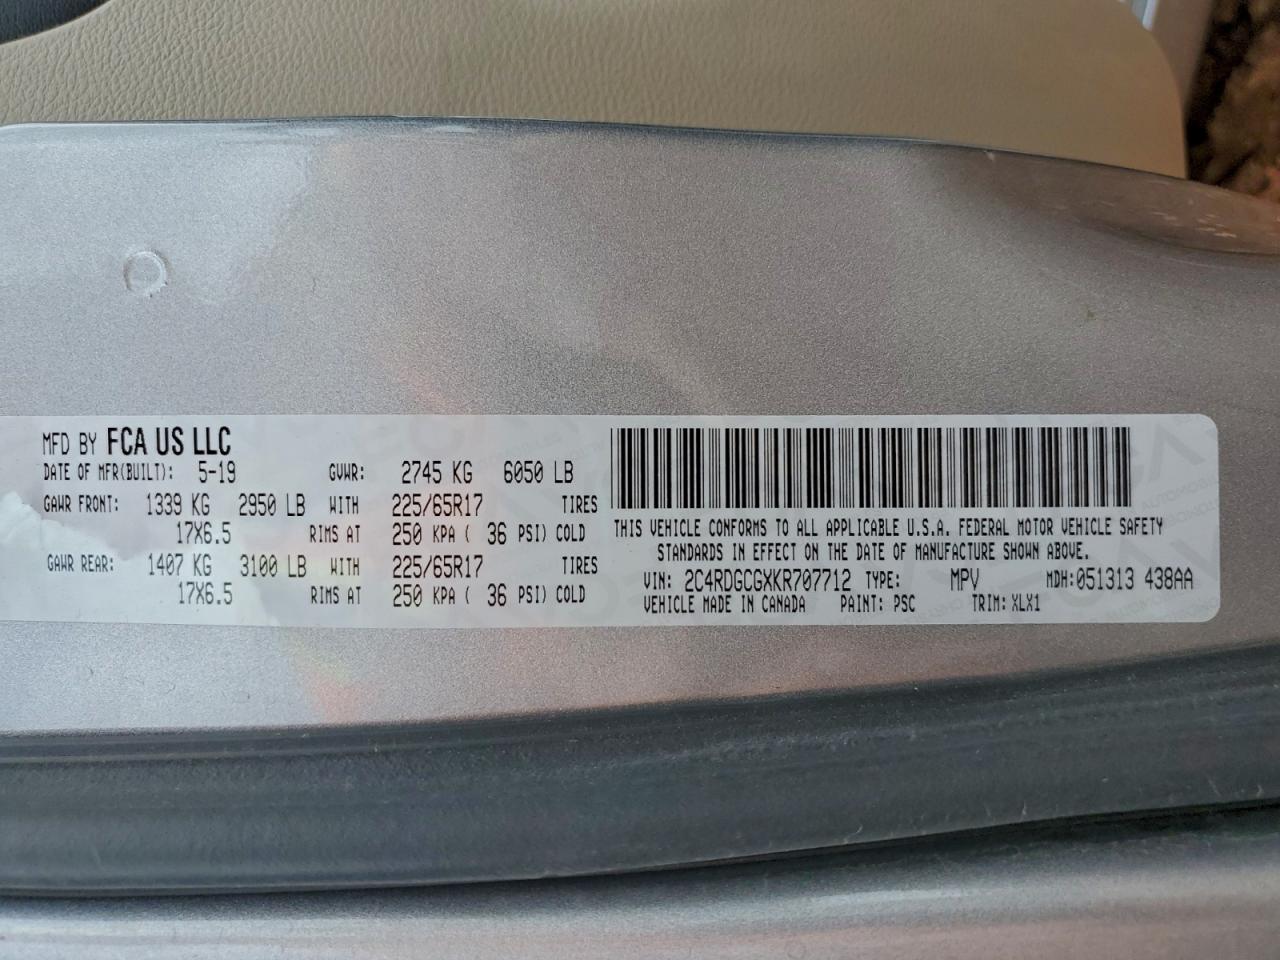 MFD BY FCA US LLC
DATE OF MFR(BUILT): 5-19 GVWR: 2745 KG 6050 LB
GAWR FRONT: 1339 KG 2950 LB WITH 225/65R17 TIRES
17X6.5 RIMS AT 250 KPA ( 36 PSI) COLD
GAWR REAR: 1407 KG 3100 LB WITH 225/65R17 TIRES
17X6.5 RIMS AT 250 KPA ( 36 PSI) COLD
THIS VEHICLE CONFORMS TO ALL APPLICABLE U.S.A. FEDERAL MOTOR VEHICLE SAFETY
STANDARDS IN EFFECT ON THE DATE OF MANUFACTURE SHOWN ABOVE.
VIN: 2C4RDGCGXKR707712 TYPE: MPV MDH:051313 438AA
VEHICLE MADE IN CANADA PAINT: PSC TRIM: XLX1